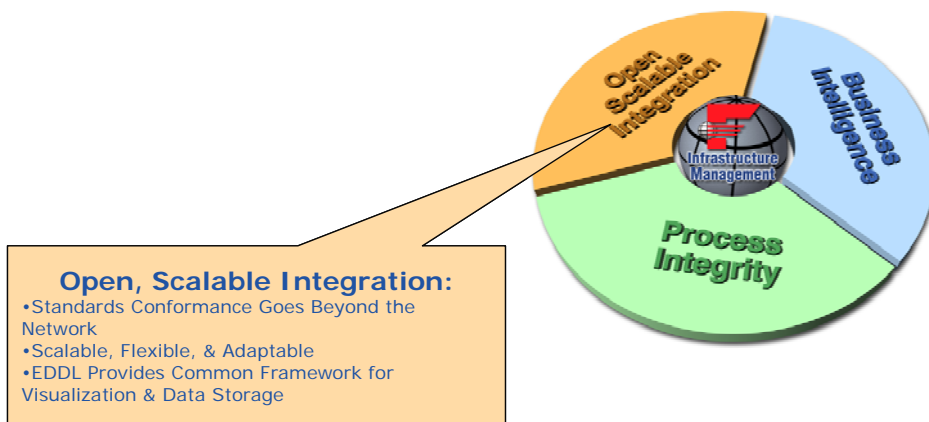 Open
Scalable
Integration
Business
Intelligence
Infrastructure
Management
Process
Integrity
Open, Scalable Integration:
•Standards Conformance Goes Beyond the
Network
•Scalable, Flexible, & Adaptable
•EDDL Provides Common Framework for
Visualization & Data Storage